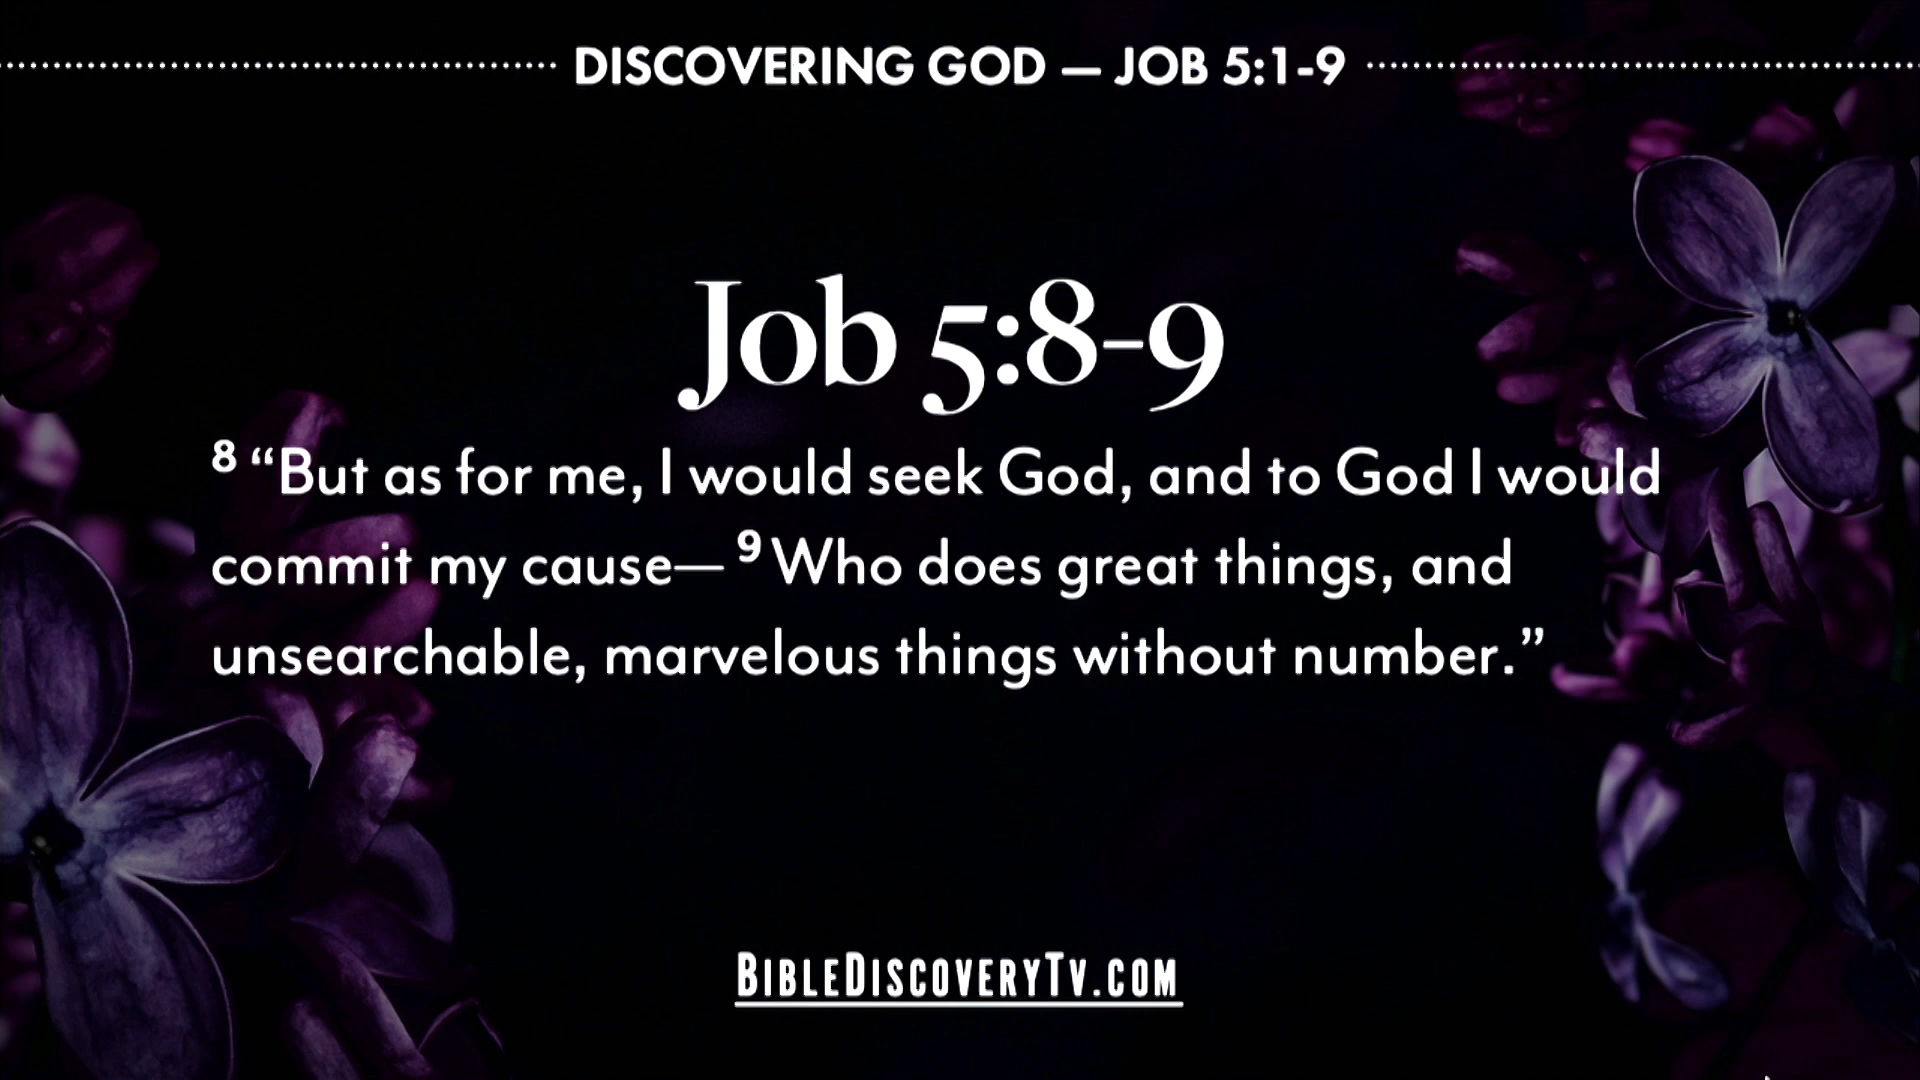 DISCOVERING GOD — JOB 5:1-9
Job 5:8-9
8 “But as for me, I would seek God, and to God I would
commit my cause— 9 Who does great things, and
unsearchable, marvelous things without number.”
BIBLEDISCOVERYTV.COM